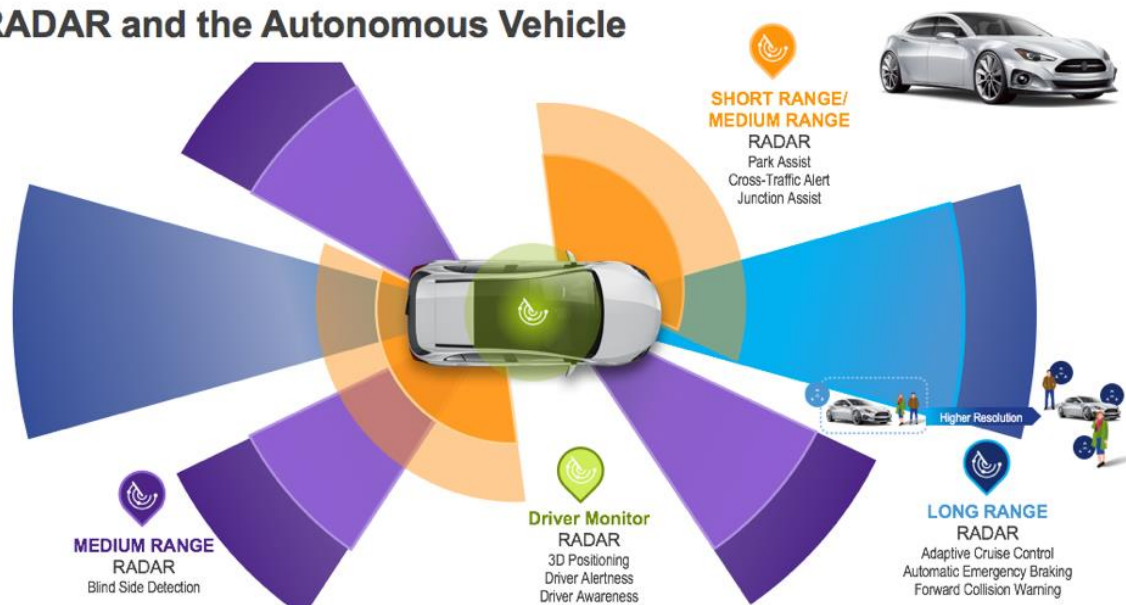 RADAR and the Autonomous Vehicle
SHORT RANGE/
MEDIUM RANGE
RADAR
Park Assist
Cross-Traffic Alert
Junction Assist
Higher Resolution
MEDIUM RANGE
RADAR
Blind Side Detection
Driver Monitor
RADAR
3D Positioning
Driver Alertness
Driver Awareness
LONG RANGE
RADAR
Adaptive Cruise Control
Automatic Emergency Braking
Forward Collision Warning